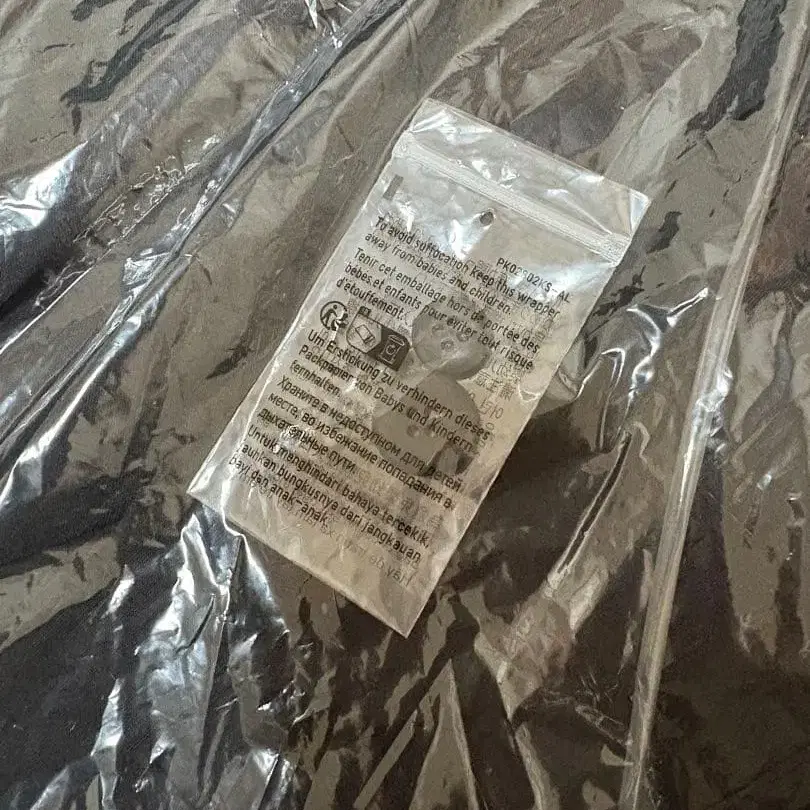 To avoid suffocation keep this wrapper
away from babies and children.
Tenir cet emballage hors de portée des
bébes et enfants pour éviter tout risque
d'étouffement.
Um Erstickung zu verhindern dieses
Packpapier von Babys und Kindern
fernhalten
Хранить в недоступном для детей
месте, во избежание попадания в
дыхательные пути.
Untuk menghindari bahaya tercekik,
jauhkan bungkusnya dari jangkauan
bayi dan anak-anak.